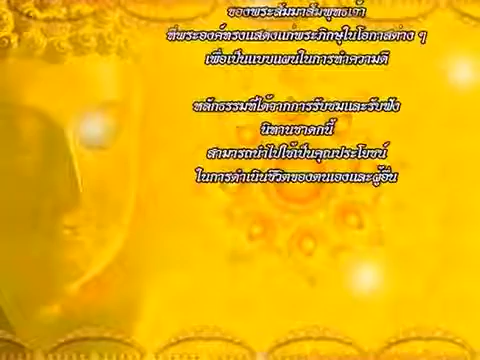 ของพระสัมมาสัมพุทธเจ้า
ที่พระองค์ทรงแสดงแก่พระภิกษุในโอกาสต่าง ๆ
เพื่อเป็นแบบแผนในการทำความดี
หลักธรรมที่ได้จากการรับชมและรับฟัง
นิทานชาดกนี้
สามารถนำไปใช้เป็นคุณประโยชน์
ในการดำเนินชีวิตของตนเองและผู้อื่น